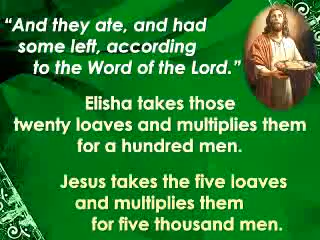 “And they ate, and had
some left, according
to the Word of the Lord.”
Elisha takes those
twenty loaves and multiplies them
for a hundred men.
Jesus takes the five loaves
and multiplies them
for five thousand men.